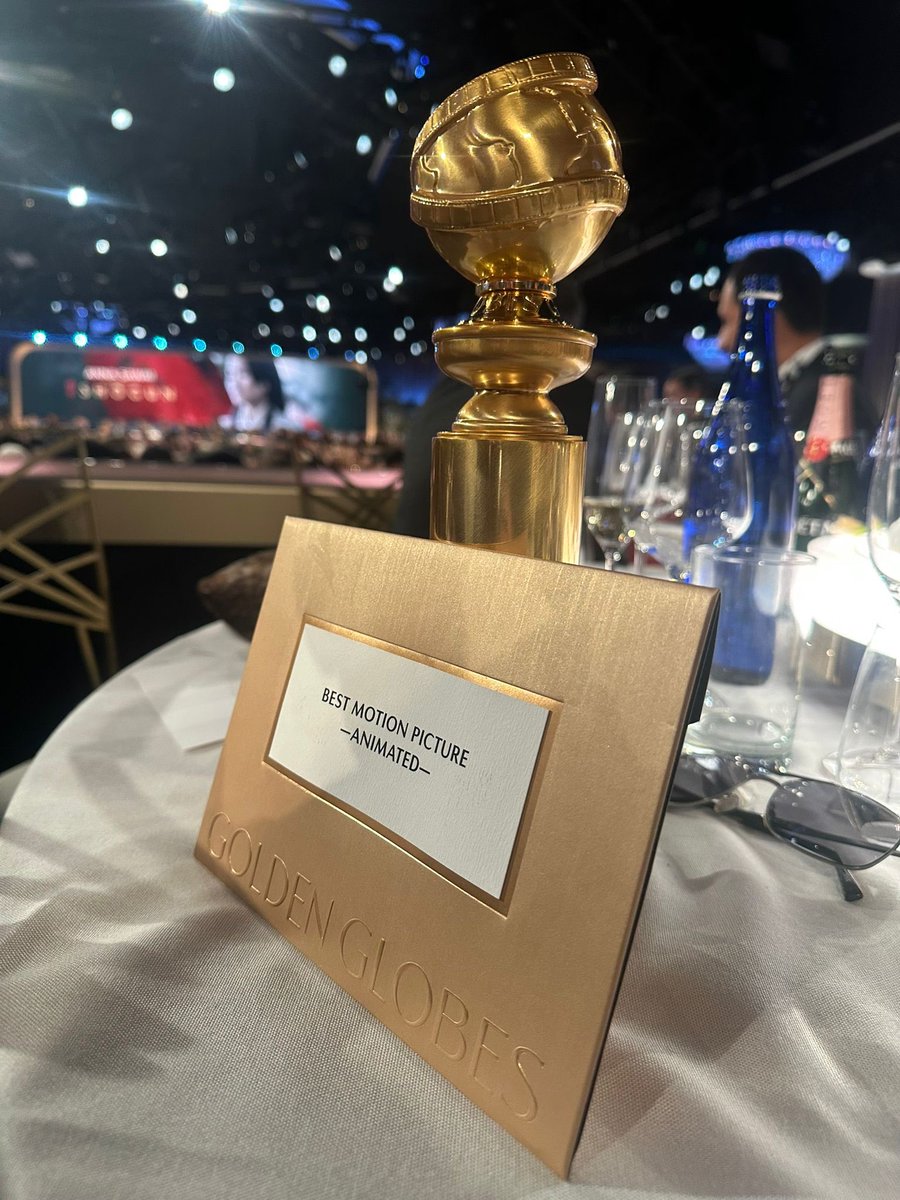 BEST MOTION PICTURE
—ANIMATED—
GOLDEN GLOBES